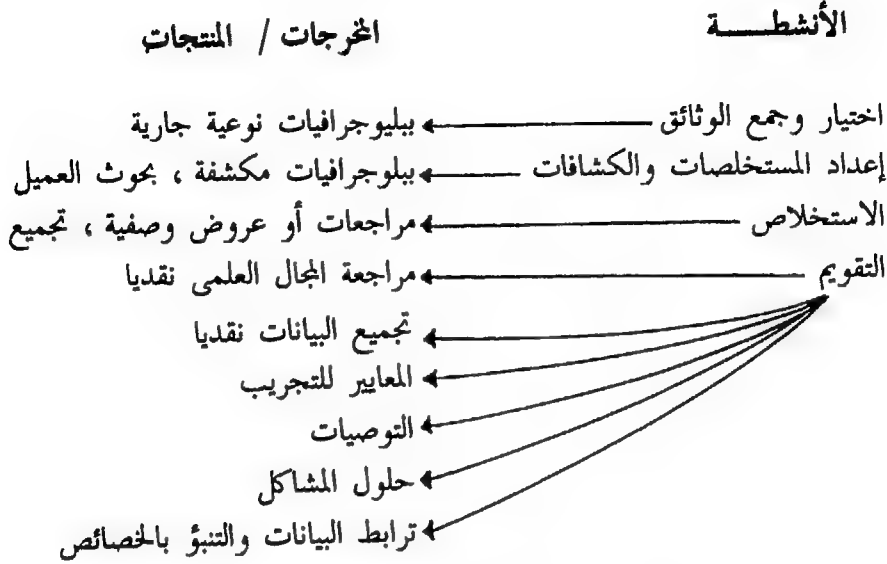 الأنشطـــة المخرجات / المنتجات
اختيار وجمع الوثائق ببليوجرافيات نوعية جارية
إعداد المستخلصات والكشافات ببلوجرافيات مكشفة ، بحوث العميل
الاستخلاص مراجعات أو عروض وصفية ، تجميع
التقويم مراجعة المجال العلمى نقديا
تجميع البيانات نقديا
المعايير للتجريب
التوصيات
حلول المشاكل
ترابط البيانات والتنبؤ بالخصائص